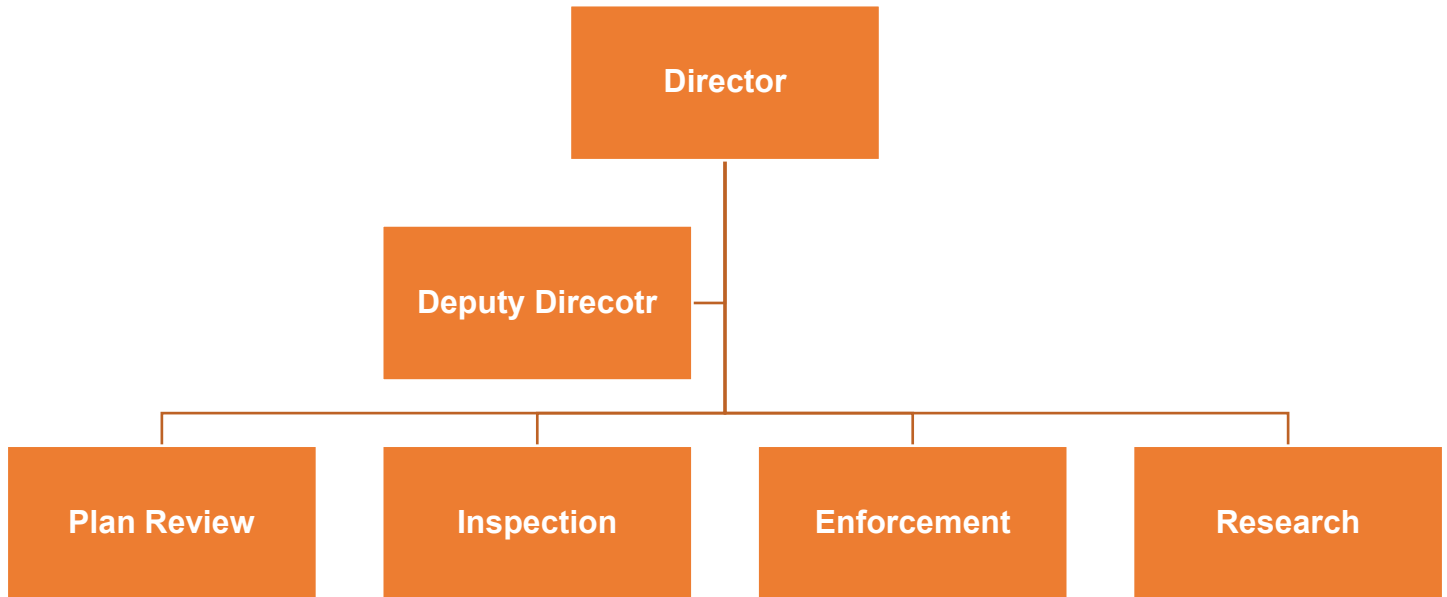 Director
Deputy Direcotr
Plan Review
Inspection
Enforcement
Research